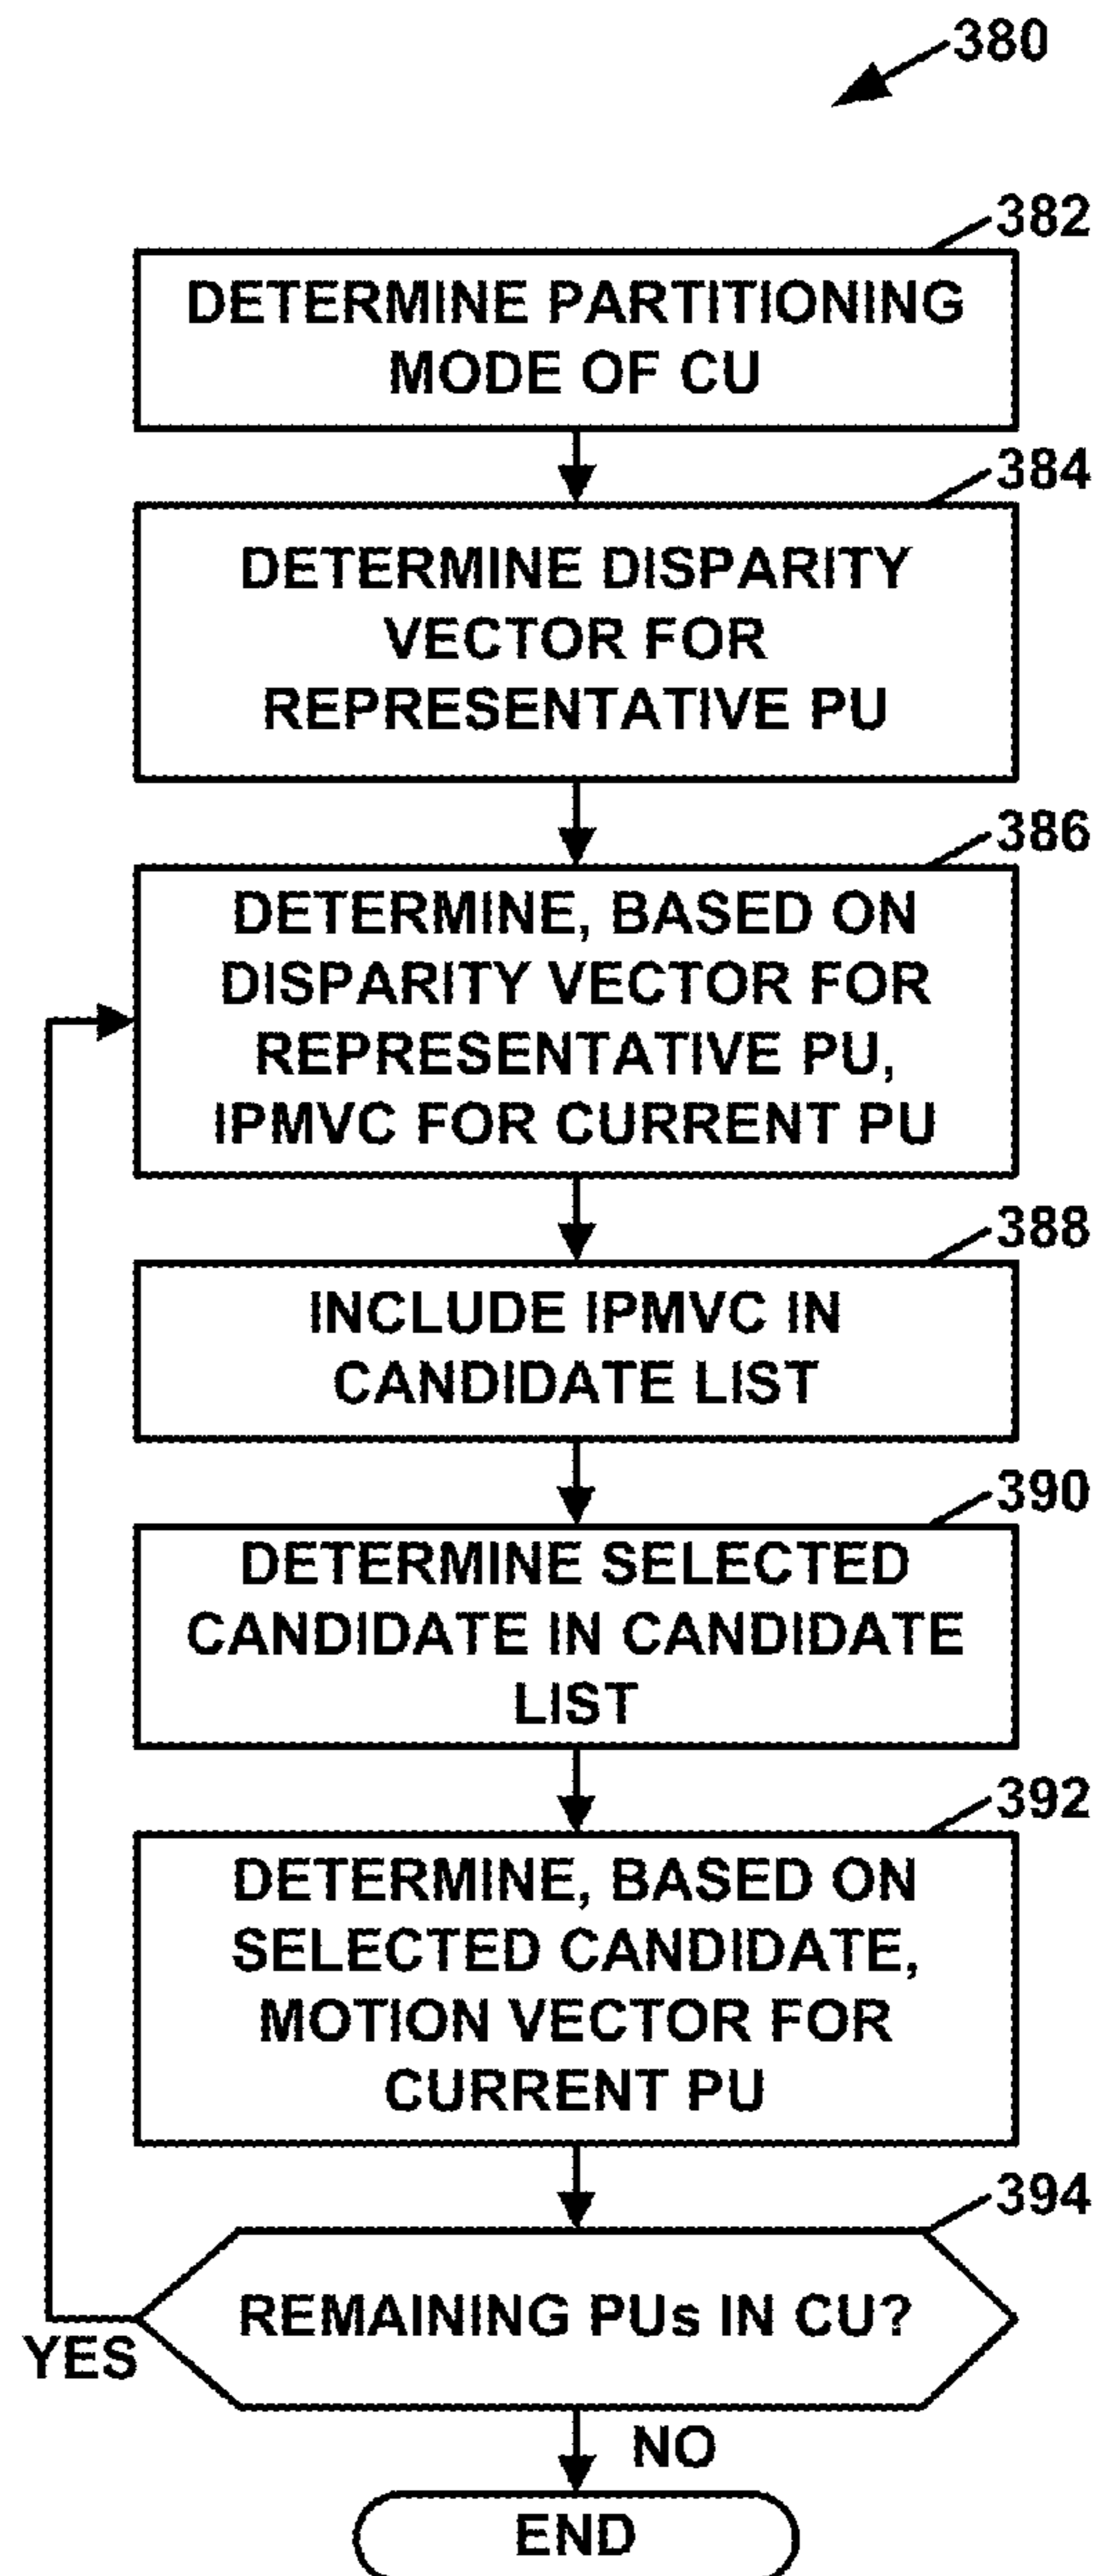 380
382
DETERMINE PARTITIONING
MODE OF CU
384
DETERMINE DISPARITY
VECTOR FOR
REPRESENTATIVE PU
386
DETERMINE, BASED ON
DISPARITY VECTOR FOR
REPRESENTATIVE PU,
IPMVC FOR CURRENT PU
388
INCLUDE IPMVC IN
CANDIDATE LIST
390
DETERMINE SELECTED
CANDIDATE IN CANDIDATE
LIST
392
DETERMINE, BASED ON
SELECTED CANDIDATE,
MOTION VECTOR FOR
CURRENT PU
394
REMAINING PUs IN CU?
YES
NO
END